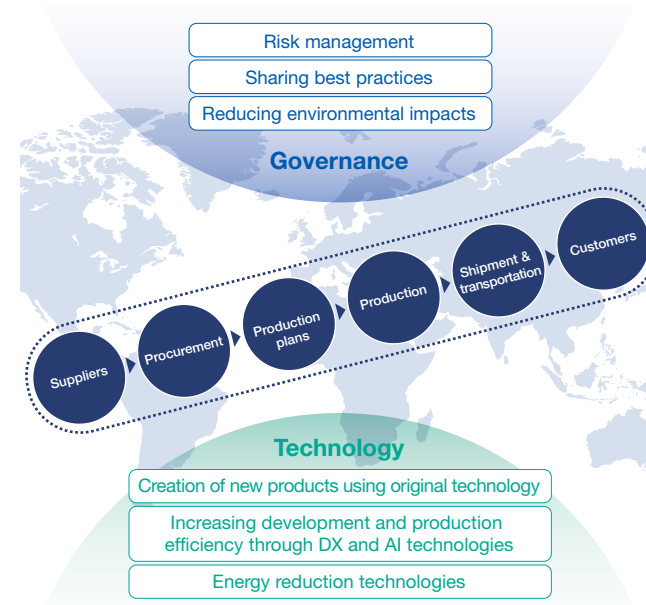 Risk management
Sharing best practices
Reducing environmental impacts
Governance
Suppliers
Procurement
Production
plans
Production
Shipment &
transportation
Customers
Technology
Creation of new products using original technology
Increasing development and production
efficiency through DX and AI technologies
Energy reduction technologies